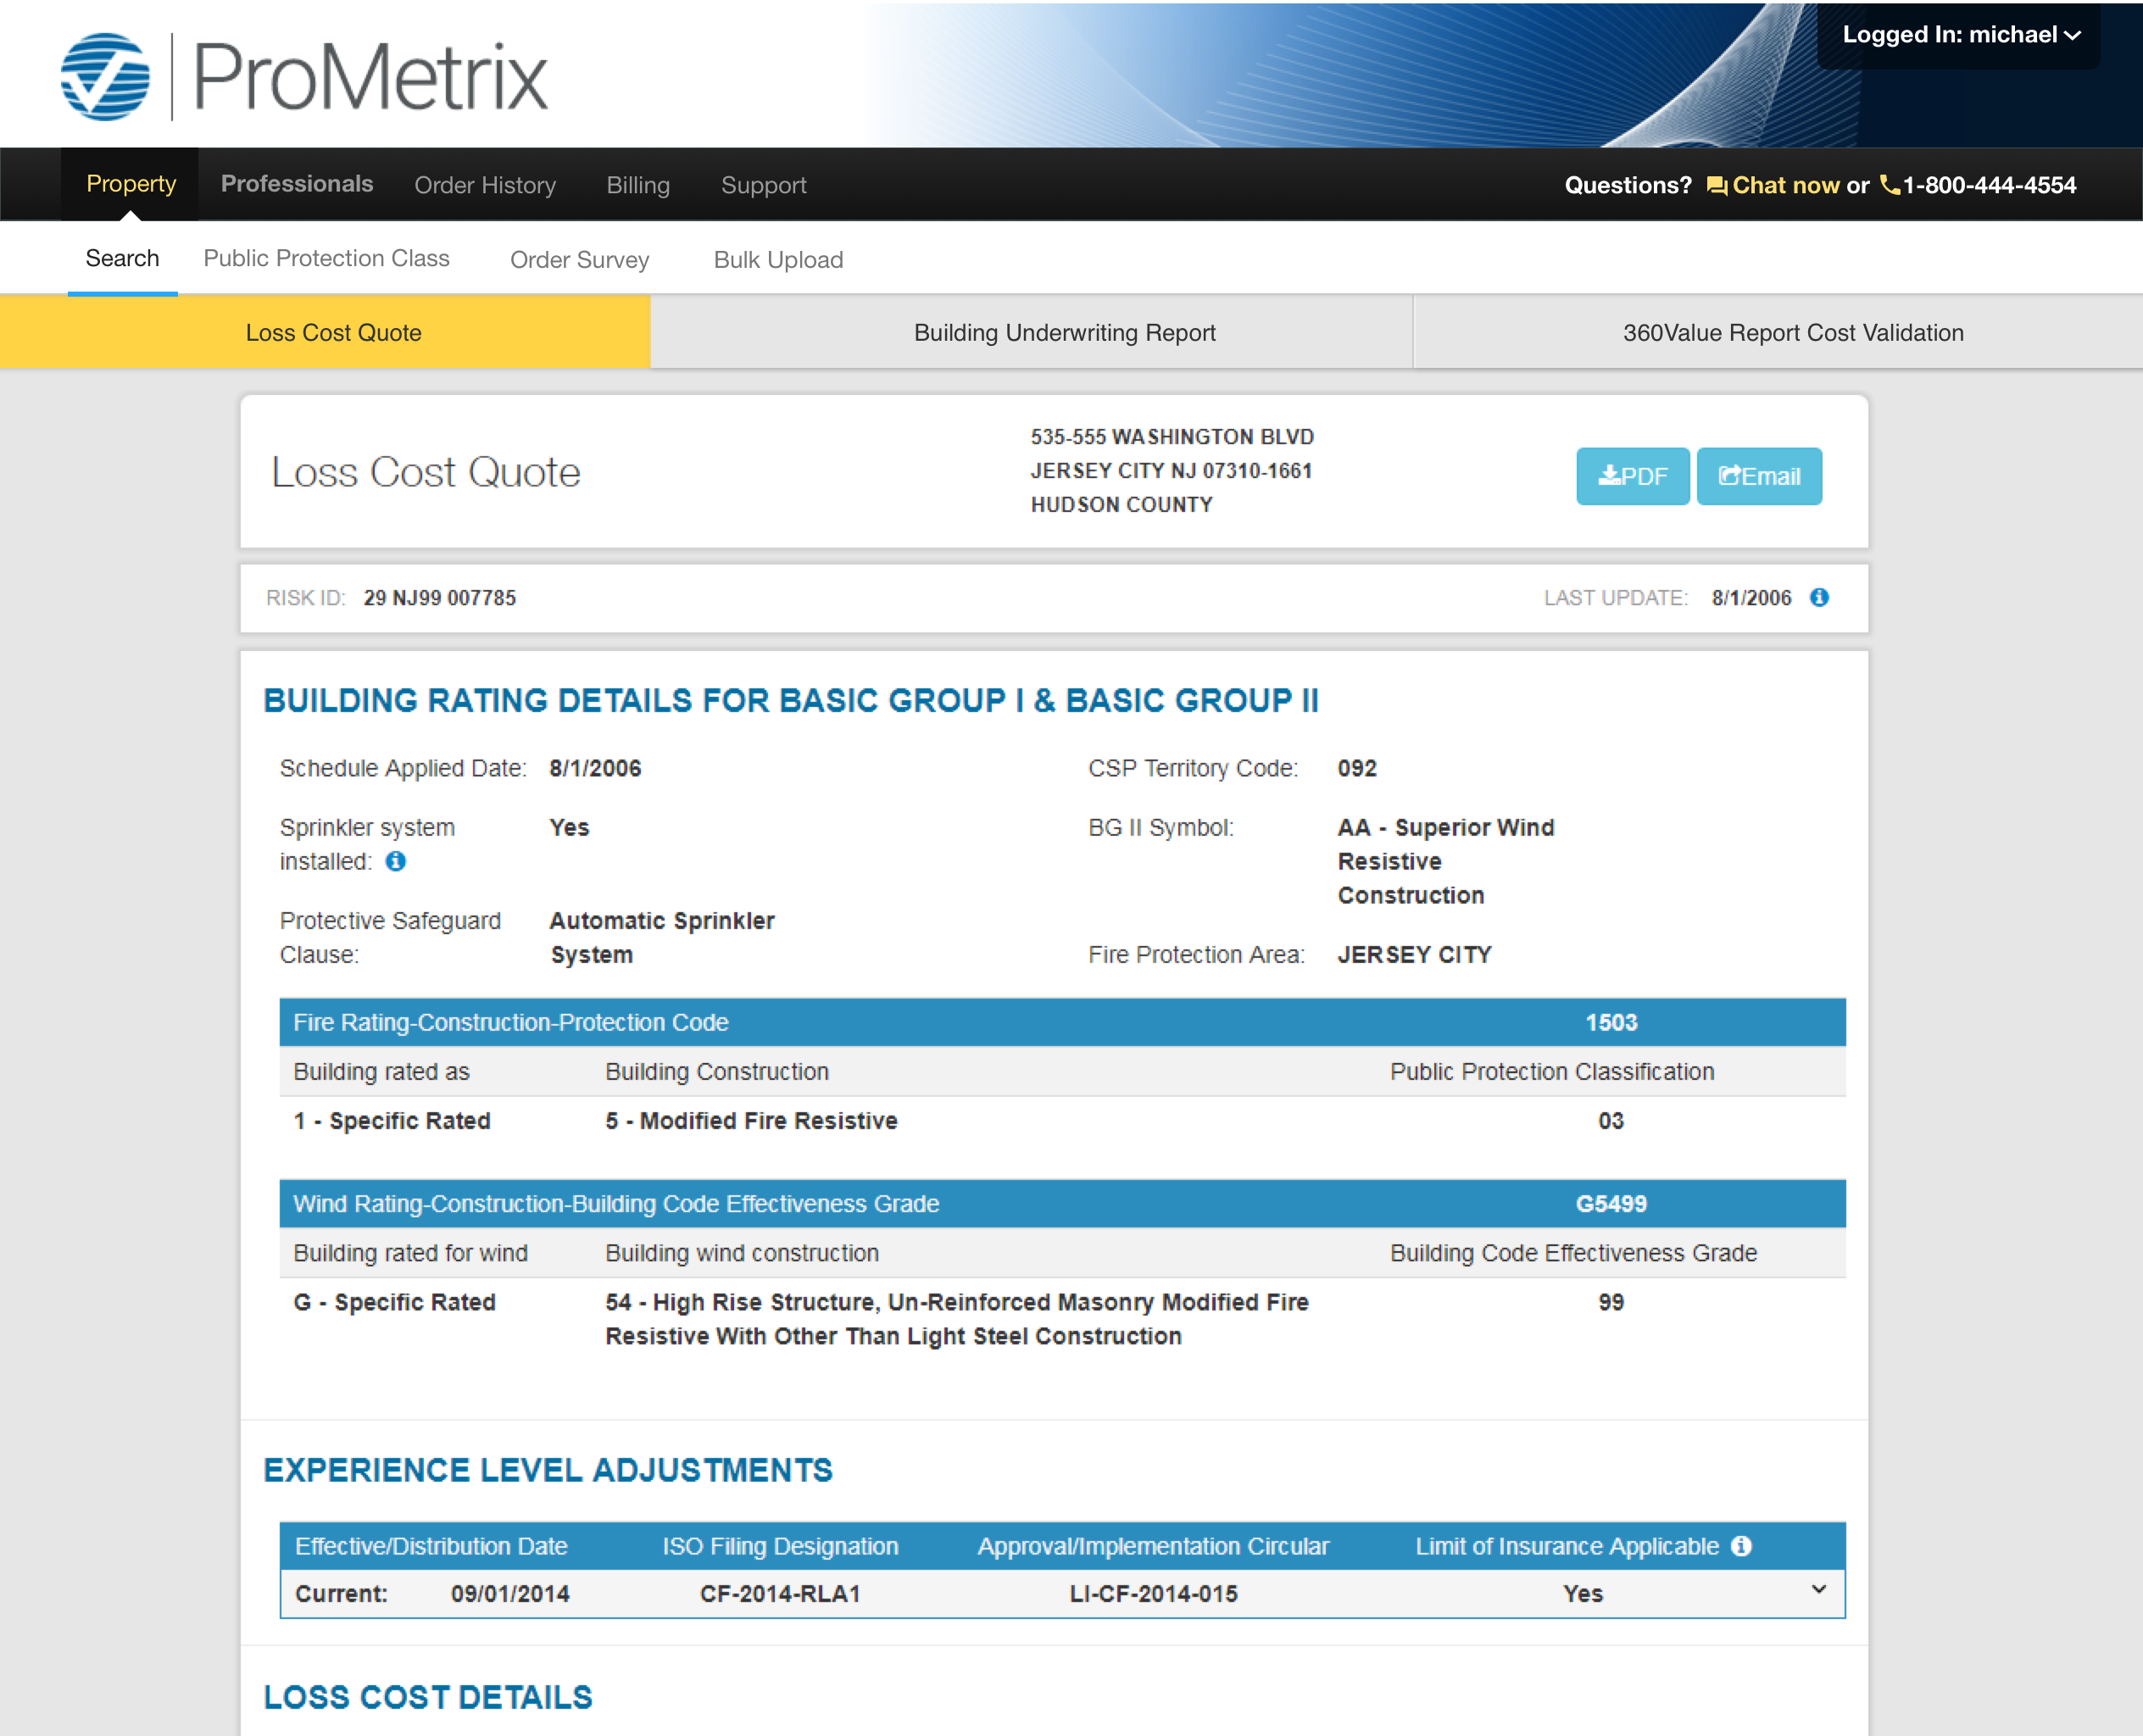 ProMetrix
Logged In: michael
Property Professionals Order History Billing Support Questions? Chat now or 1-800-444-4554
Search Public Protection Class Order Survey Bulk Upload
Loss Cost Quote Building Underwriting Report 360Value Report Cost Validation
Loss Cost Quote
535-555 WASHINGTON BLVD
JERSEY CITY NJ 07310-1661
HUDSON COUNTY
PDF Email
RISK ID: 29 NJ99 007785 LAST UPDATE: 8/1/2006
BUILDING RATING DETAILS FOR BASIC GROUP I & BASIC GROUP II
Schedule Applied Date: 8/1/2006
Sprinkler system Yes
installed:
Protective Safeguard Automatic Sprinkler
Clause: System
CSP Territory Code: 092
BG II Symbol: AA - Superior Wind
Resistive
Construction
Fire Protection Area: JERSEY CITY
Fire Rating-Construction-Protection Code 1503
Building rated as Building Construction Public Protection Classification
1 - Specific Rated 5 - Modified Fire Resistive 03
Wind Rating-Construction-Building Code Effectiveness Grade G5499
Building rated for wind Building wind construction Building Code Effectiveness Grade
G - Specific Rated 54 - High Rise Structure, Un-Reinforced Masonry Modified Fire 99
Resistive With Other Than Light Steel Construction
EXPERIENCE LEVEL ADJUSTMENTS
Effective/Distribution Date ISO Filing Designation Approval/Implementation Circular Limit of Insurance Applicable
Current: 09/01/2014 CF-2014-RLA1 LI-CF-2014-015 Yes
LOSS COST DETAILS